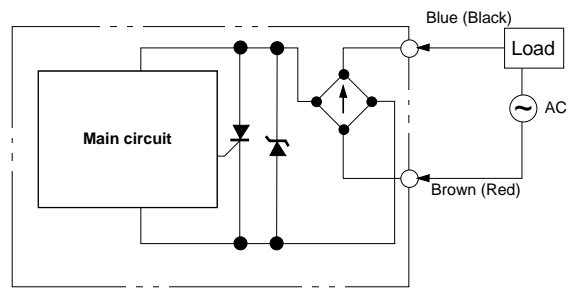 Blue (Black)
Load
~
AC
Main circuit
Brown (Red)